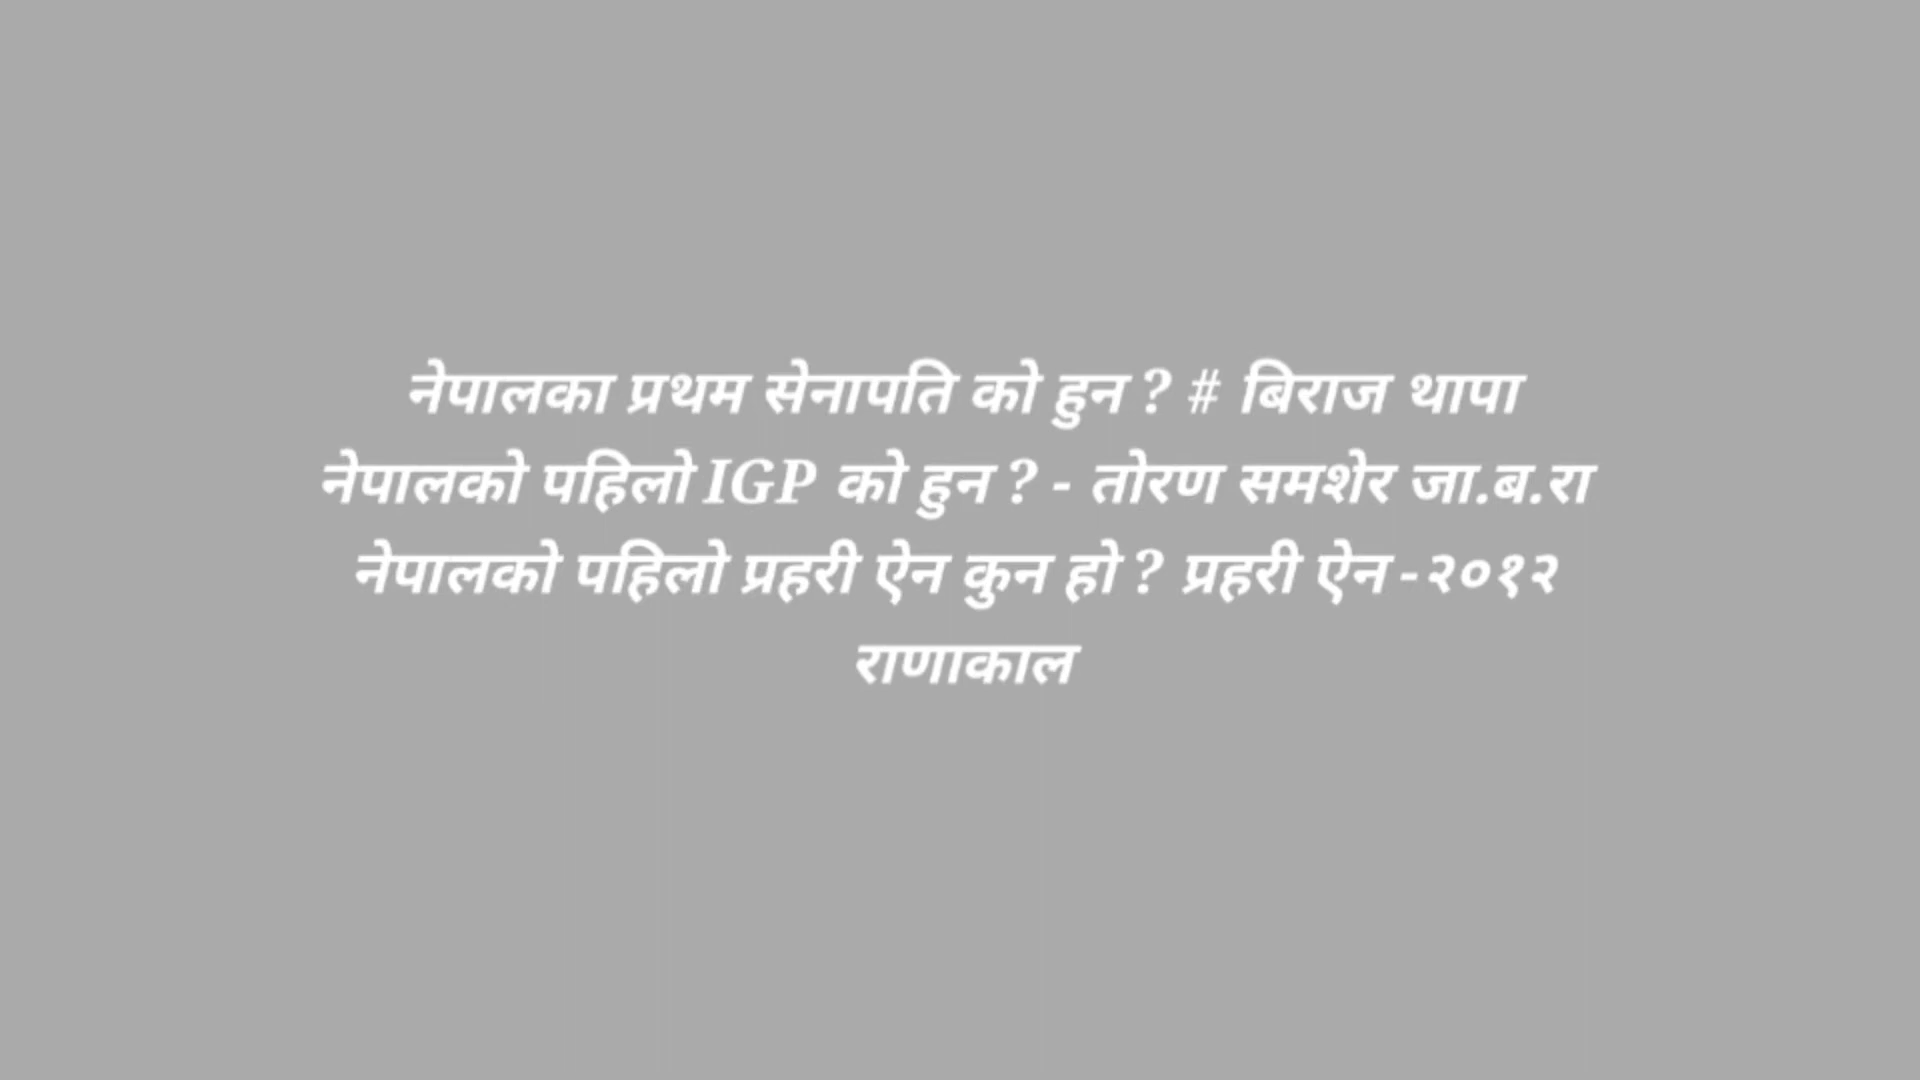 नेपालका प्रथम सेनापति को हुन ? # बिराज थापा
नेपालको पहिलो IGP को हुन ? - तोरण समशेर जा.ब.रा
नेपालको पहिलो प्रहरी ऐन कुन हो ? प्रहरी ऐन -२०१२
राणाकाल